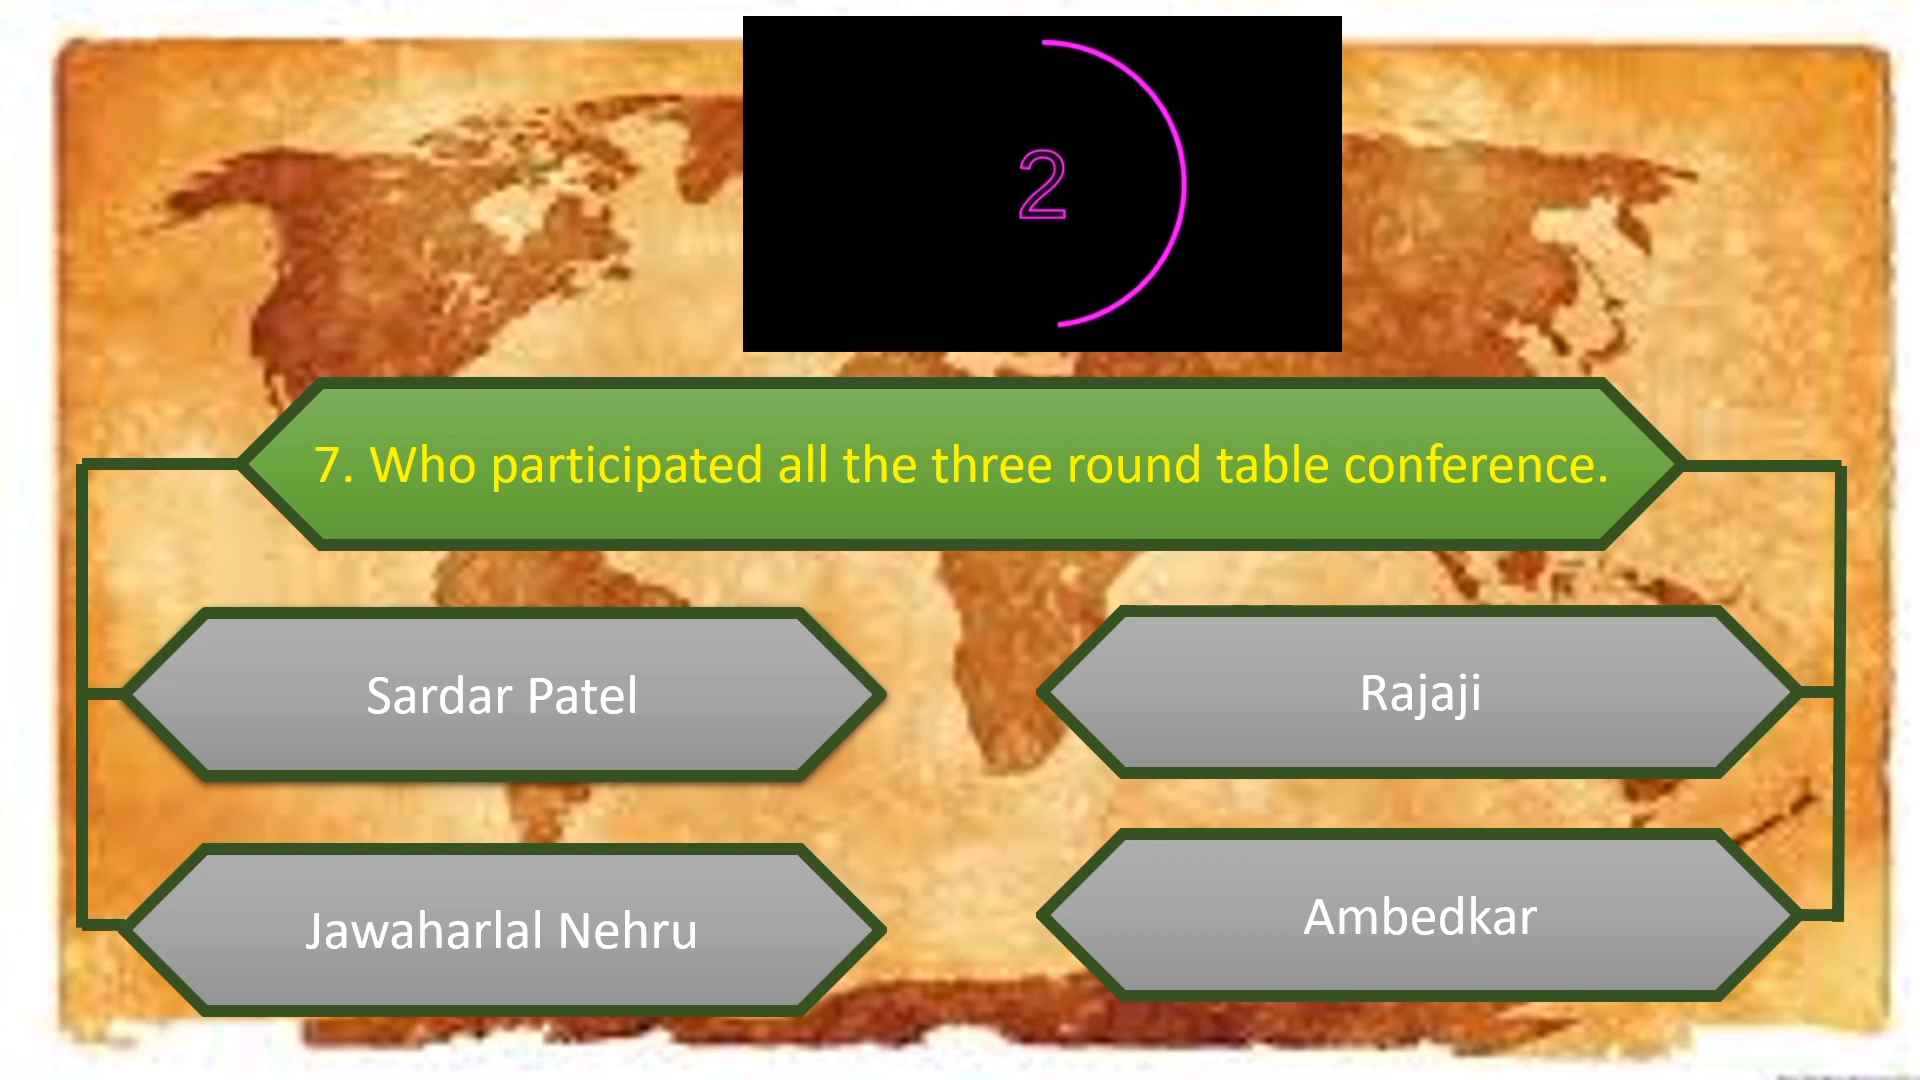 2
7. Who participated all the three round table conference.
Sardar Patel
Rajaji
Jawaharlal Nehru
Ambedkar